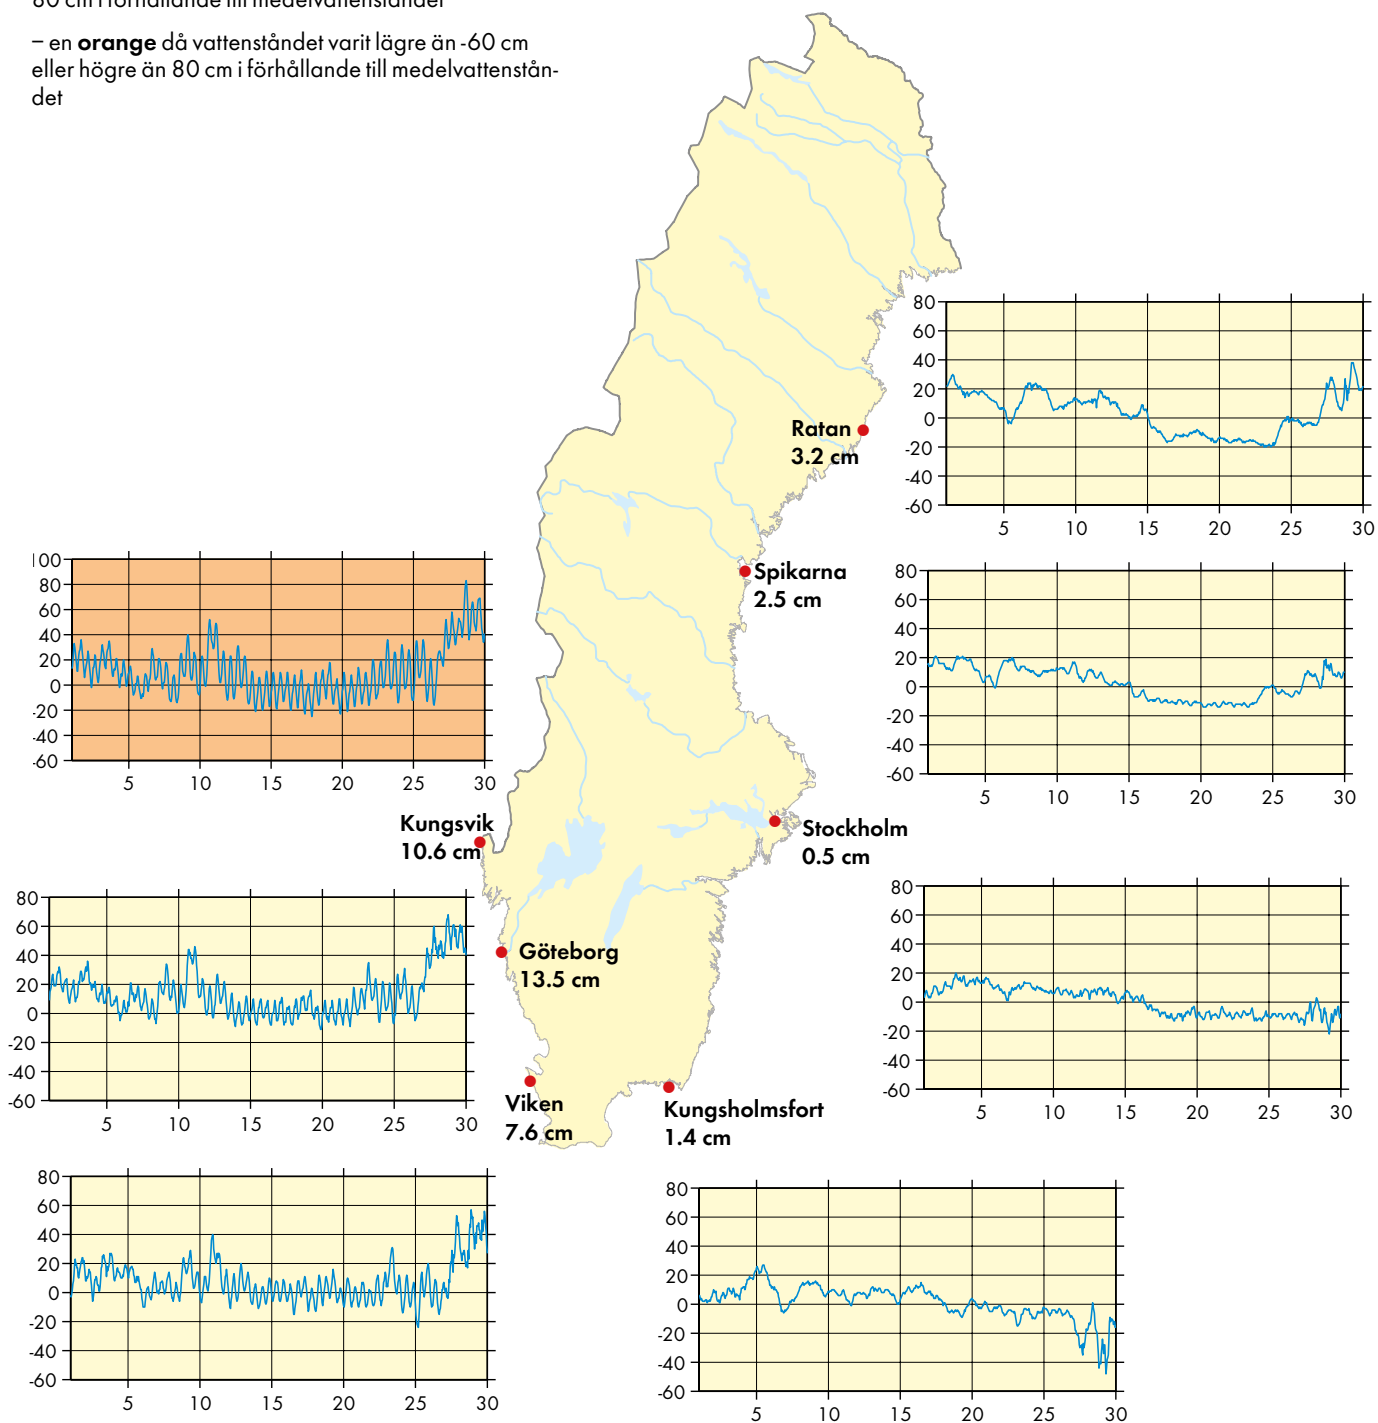 80 cm i förhållande till medelvattenståndet
– en orange då vattenståndet varit lägre än -60 cm
eller högre än 80 cm i förhållande till medelvattenstån-
det
80
60
40
20
0
-20
-40
-60
5 10 15 20 25 30
Ratan
3.2 cm
100
80
60
40
20
0
-20
-40
-60
5 10 15 20 25 30
Spikarna
2.5 cm
80
60
40
20
0
-20
-40
-60
5 10 15 20 25 30
Kungsvik
10.6 cm
Stockholm
0.5 cm
80
60
40
20
0
-20
-40
-60
5 10 15 20 25 30
Göteborg
13.5 cm
80
60
40
20
0
-20
-40
-60
5 10 15 20 25 30
Viken
7.6 cm
Kungsholmsfort
1.4 cm
80
60
40
20
0
-20
-40
-60
5 10 15 20 25 30
80
60
40
20
0
-20
-40
-60
5 10 15 20 25 30